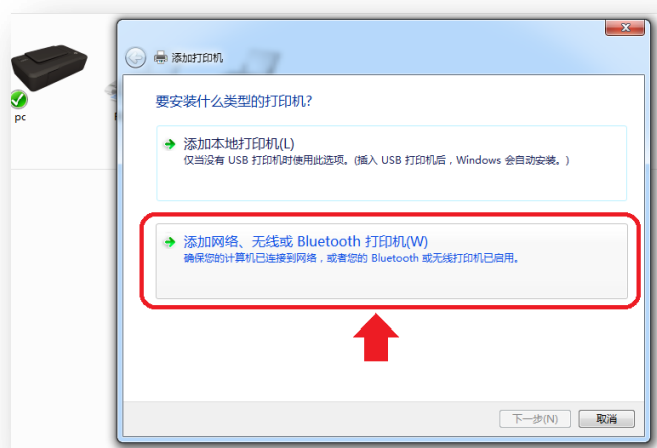 添加打印机
pc
要安装什么类型的打印机?
添加本地打印机(L)
仅当没有 USB 打印机时使用此选项。(插入 USB 打印机后，Windows 会自动安装。)
添加网络、无线或 Bluetooth 打印机(W)
确保您的计算机已连接到网络，或者您的 Bluetooth 或无线打印机已启用。
下一步(N)
取消